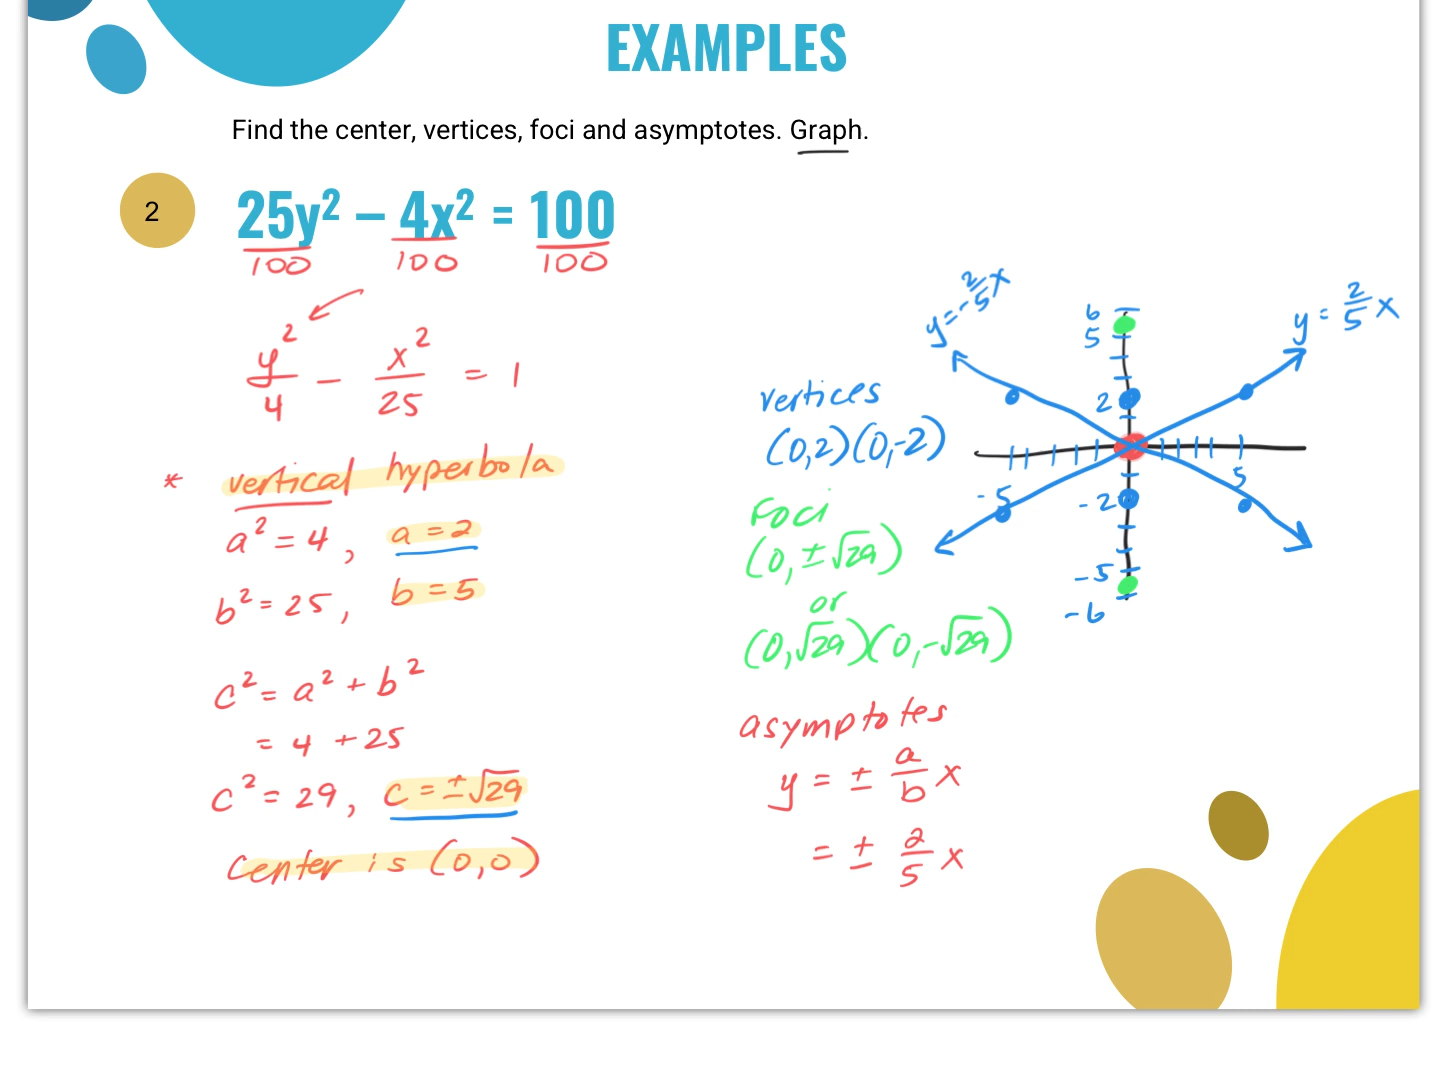 EXAMPLES
Find the center, vertices, foci and asymptotes. Graph.
2
25y² – 4x² = 100
100 100 100
y²/4 - x²/25 = 1
* vertical hyperbola
a² = 4, a = 2
b² = 25, b = 5
c² = a² + b²
= 4 + 25
c² = 29, c = ±√29
center is (0,0)
vertices
(0,2)(0,-2)
Foci
(0, ±√29)
or
(0,√29)(0,-√29)
asymptotes
y = ± a/b x
= ± 2/5 x
y = -2/5 x
y = 2/5 x
6
5
2
-5
5
-2
-5
-6